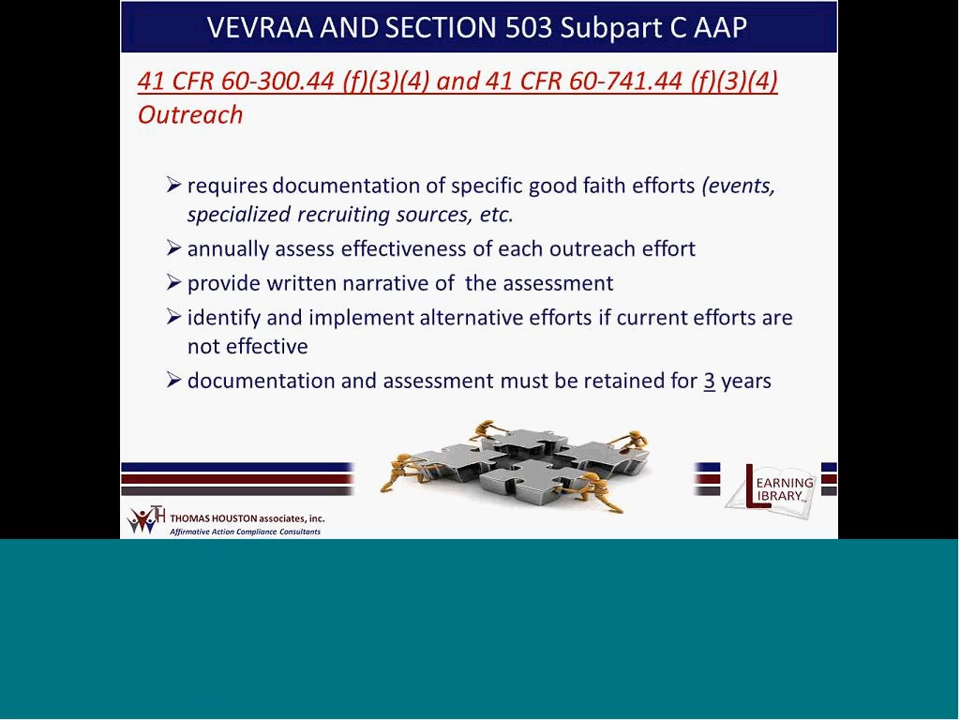 VEVRAA AND SECTION 503 Subpart C AAP
41 CFR 60-300.44 (f)(3)(4) and 41 CFR 60-741.44 (f)(3)(4)
Outreach
➢ requires documentation of specific good faith efforts (events,
specialized recruiting sources, etc.
➢ annually assess effectiveness of each outreach effort
➢ provide written narrative of the assessment
➢ identify and implement alternative efforts if current efforts are
not effective
➢ documentation and assessment must be retained for 3 years
LEARNING
LIBRARY
TH THOMAS HOUSTON associates, inc.
Affirmative Action Compliance Consultants